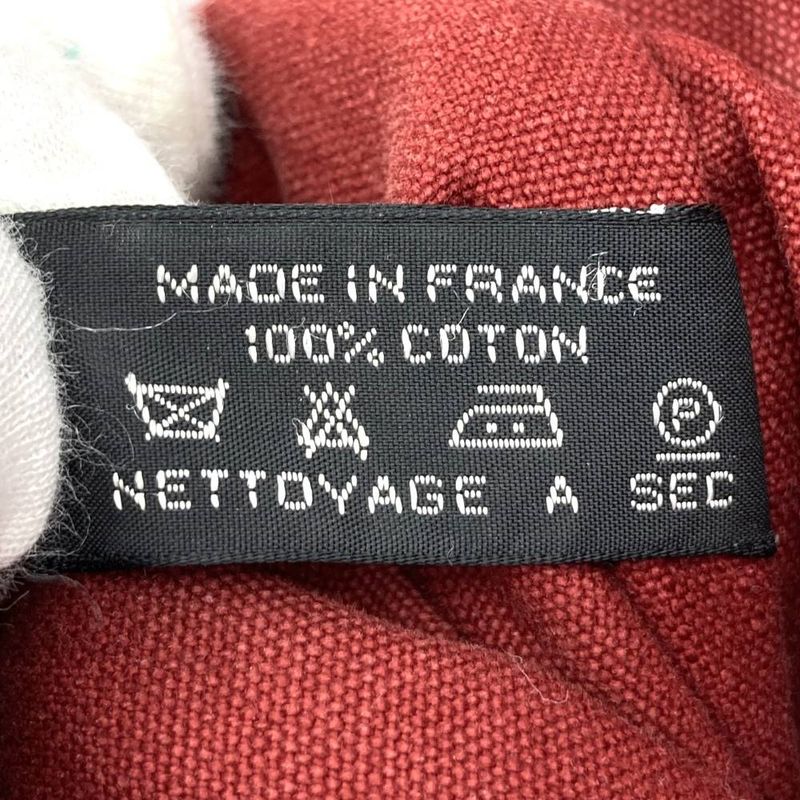 MADE IN FRANCE
100% COTON
P
NETTOYAGE A SEC